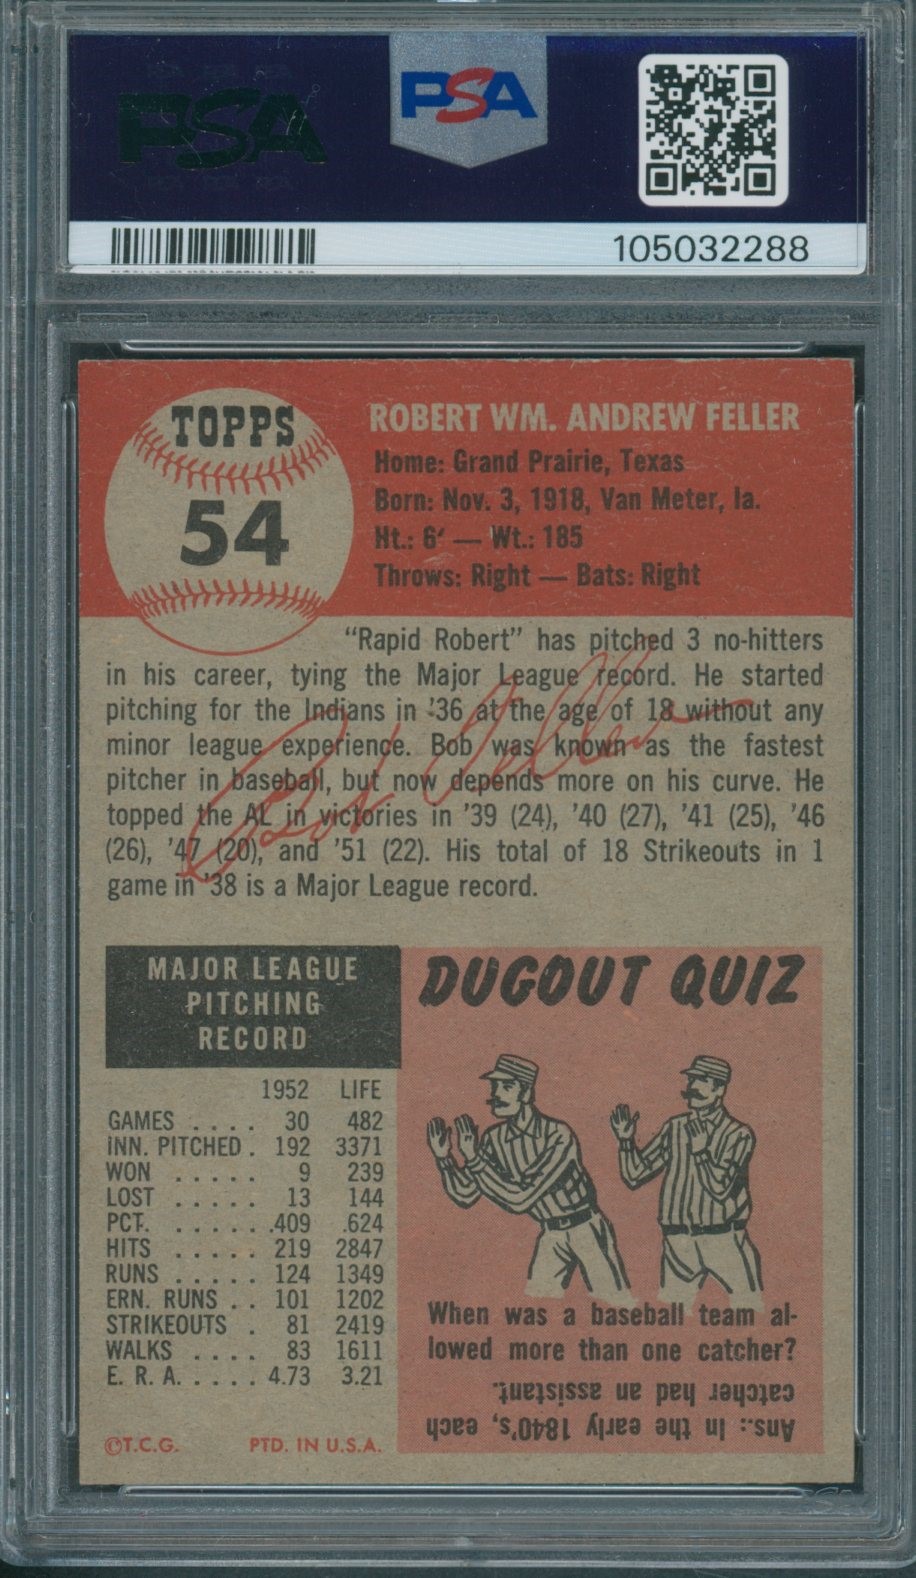 PSA
PSA
105032288
TOPPS
54
ROBERT WM. ANDREW FELLER
Home: Grand Prairie, Texas
Born: Nov. 3, 1918, Van Meter, Ia.
Ht.: 6' — Wt.: 185
Throws: Right — Bats: Right
"Rapid Robert" has pitched 3 no-hitters
in his career, tying the Major League record. He started
pitching for the Indians in '36 at the age of 18 without any
minor league experience. Bob was known as the fastest
pitcher in baseball, but now depends more on his curve. He
topped the AL in victories in '39 (24), '40 (27), '41 (25), '46
(26), '47 (20), and '51 (22). His total of 18 Strikeouts in 1
game in '38 is a Major League record.
Bob Feller
MAJOR LEAGUE
PITCHING
RECORD
1952 LIFE
GAMES .... 30 482
INN. PITCHED . 192 3371
WON ..... 9 239
LOST ..... 13 144
PCT. ...... .409 .624
HITS ..... 219 2847
RUNS ..... 124 1349
ERN. RUNS .. 101 1202
STRIKEOUTS . 81 2419
WALKS .... 83 1611
E. R. A. ..... 4.73 3.21
©T.C.G. PTD. IN U.S.A.
DUGOUT QUIZ
When was a baseball team al-
lowed more than one catcher?
Ans.: In the early 1840's, each
catcher had an assistant.